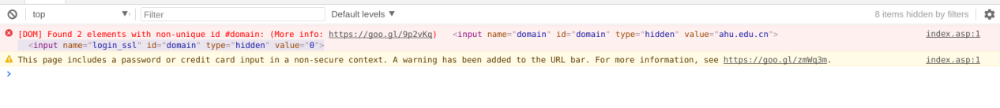 top ▼ Filter Default levels ▼ 8 items hidden by filters
[DOM] Found 2 elements with non-unique id #domain: (More info: https://goo.gl/9p2vKq) <input name="domain" id="domain" type="hidden" value="ahu.edu.cn"> index.asp:1
<input name="login_ssl" id="domain" type="hidden" value="0">
This page includes a password or credit card input in a non-secure context. A warning has been added to the URL bar. For more information, see https://goo.gl/zmWq3m. index.asp:1